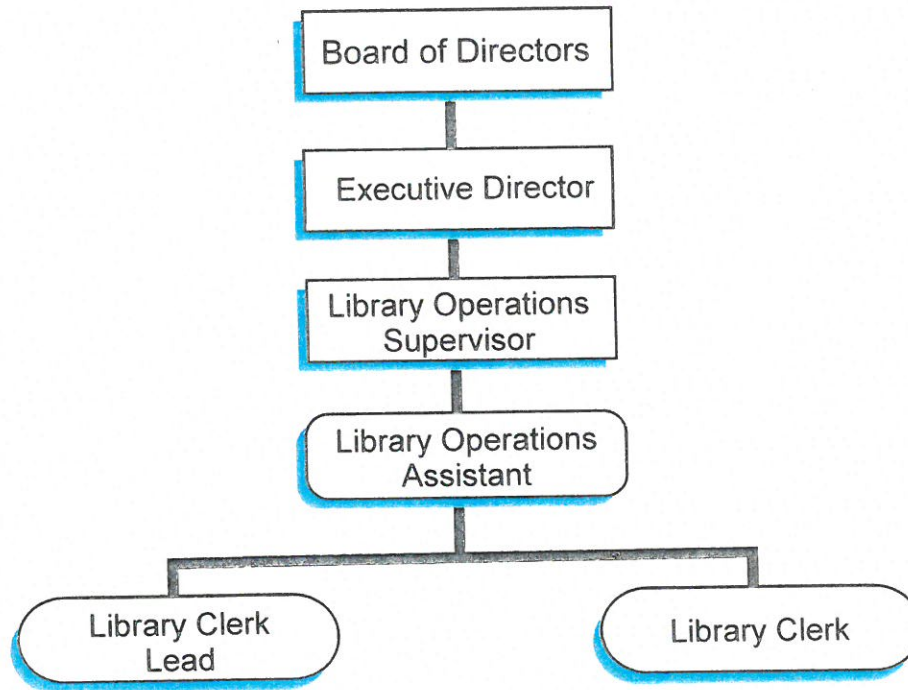 Board of Directors
Executive Director
Library Operations
Supervisor
Library Operations
Assistant
Library Clerk
Lead
Library Clerk